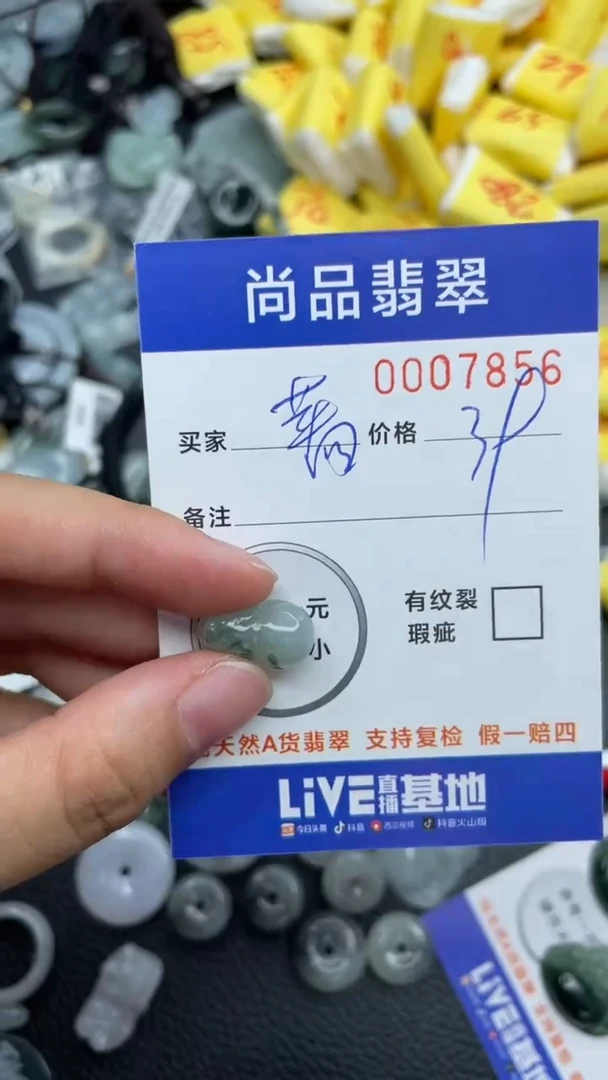 尚品翡翠
0007856
买家 价格
备注
元
小
有纹裂
瑕疵
天然A货翡翠 支持复检 假一赔四
LiVE直播基地
今日头条 抖音 西瓜视频 抖音火山版
65
LiVE